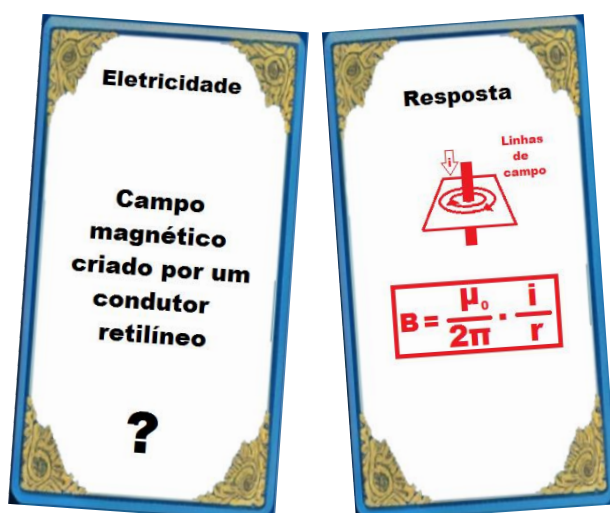 Eletricidade
Campo
magnético
criado por um
condutor
retilíneo
?
Resposta
Linhas
de
campo
i
B = μ₀/2π · i/r